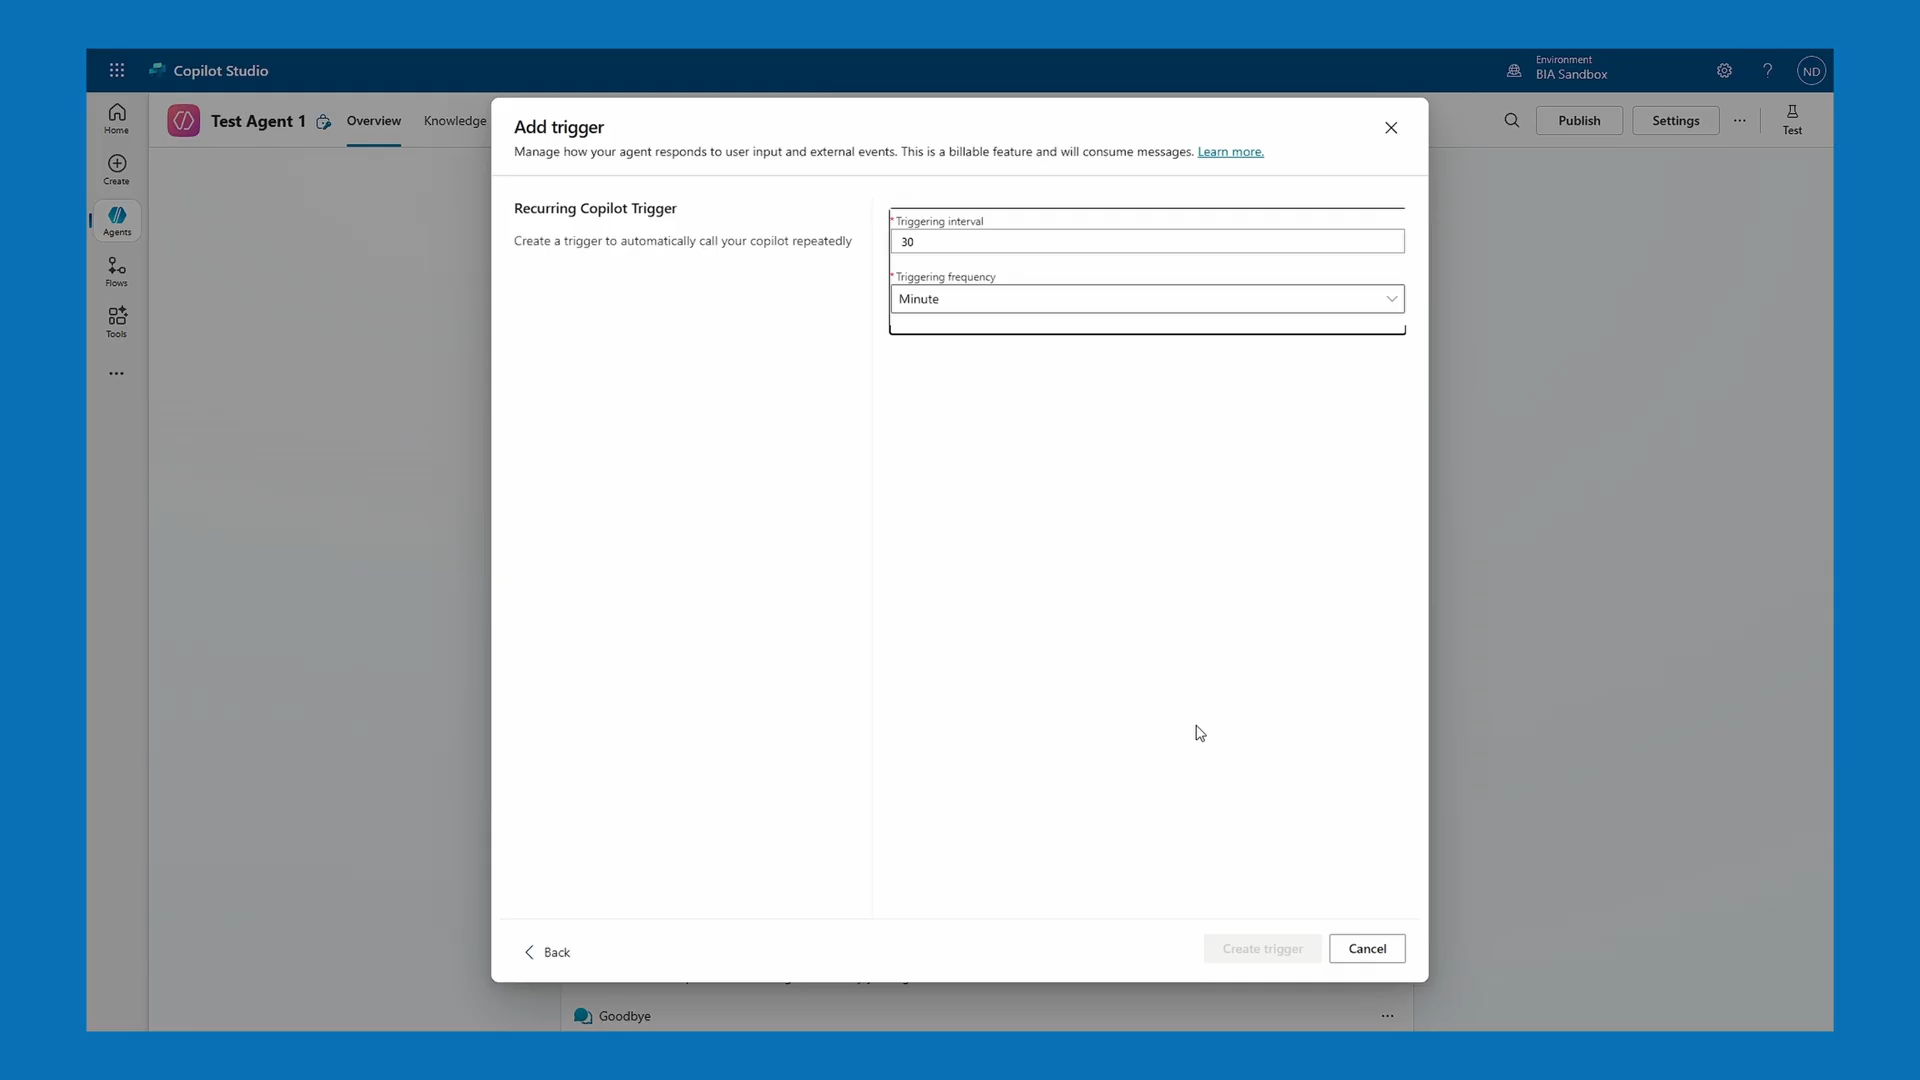 Copilot Studio
Environment
BIA Sandbox
?
ND
Home
Create
Agents
Flows
Tools
Test Agent 1
Overview
Knowledge
Publish
Settings
Test
Add trigger
Manage how your agent responds to user input and external events. This is a billable feature and will consume messages. Learn more.
Recurring Copilot Trigger
Create a trigger to automatically call your copilot repeatedly
* Triggering interval
30
* Triggering frequency
Minute
Back
Create trigger
Cancel
Goodbye